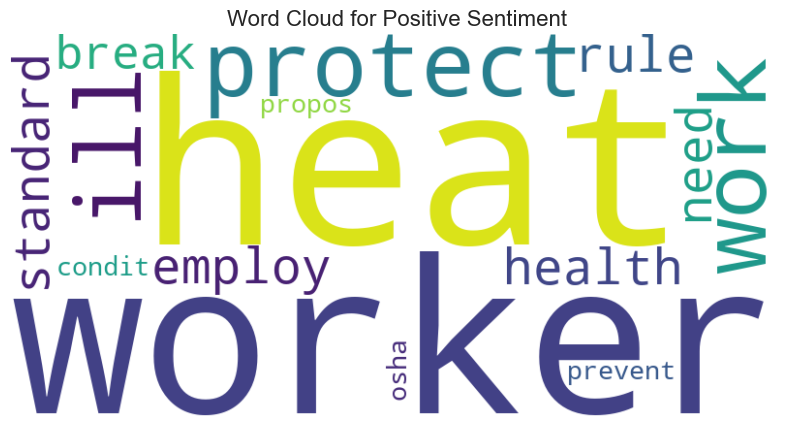 Word Cloud for Positive Sentiment
break
protect
rule
standard
ill
propos
heat
need
work
condit
employ
health
worker
osha
prevent